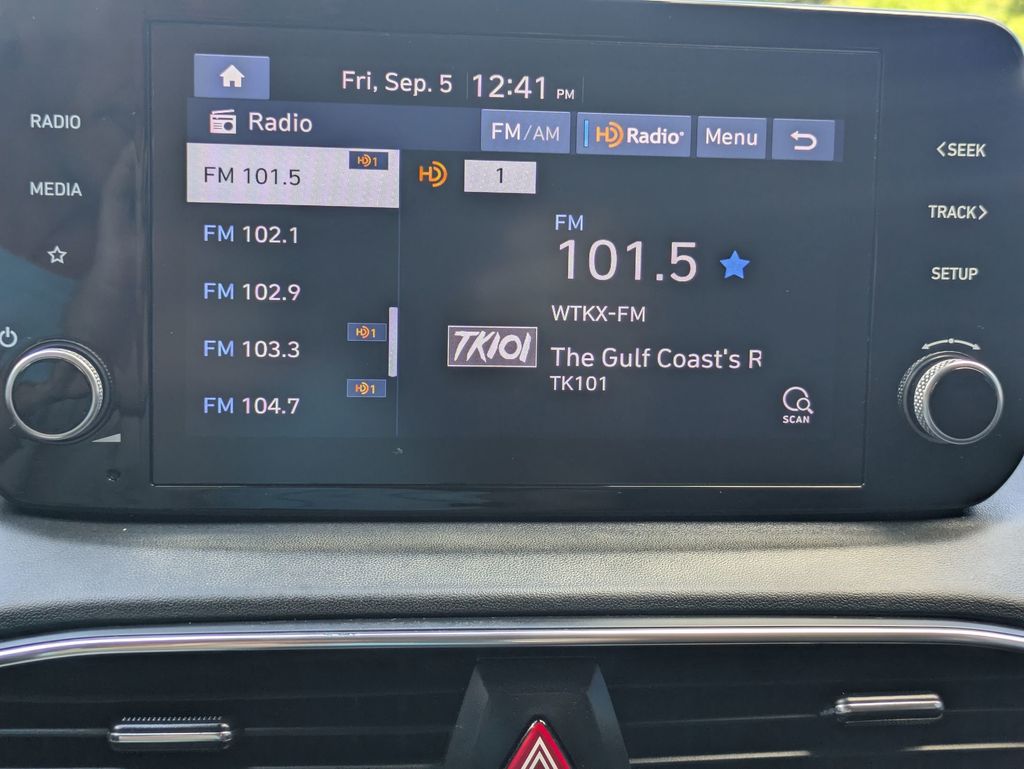 Fri, Sep. 5 12:41 PM
RADIO
Radio
FM/AM
HD Radio
Menu
<SEEK
FM 101.5
HD1
HD
1
MEDIA
FM
TRACK>
FM 102.1
101.5
SETUP
FM 102.9
WTKX-FM
FM 103.3
HD1
TK101
The Gulf Coast's R
TK101
FM 104.7
HD1
SCAN